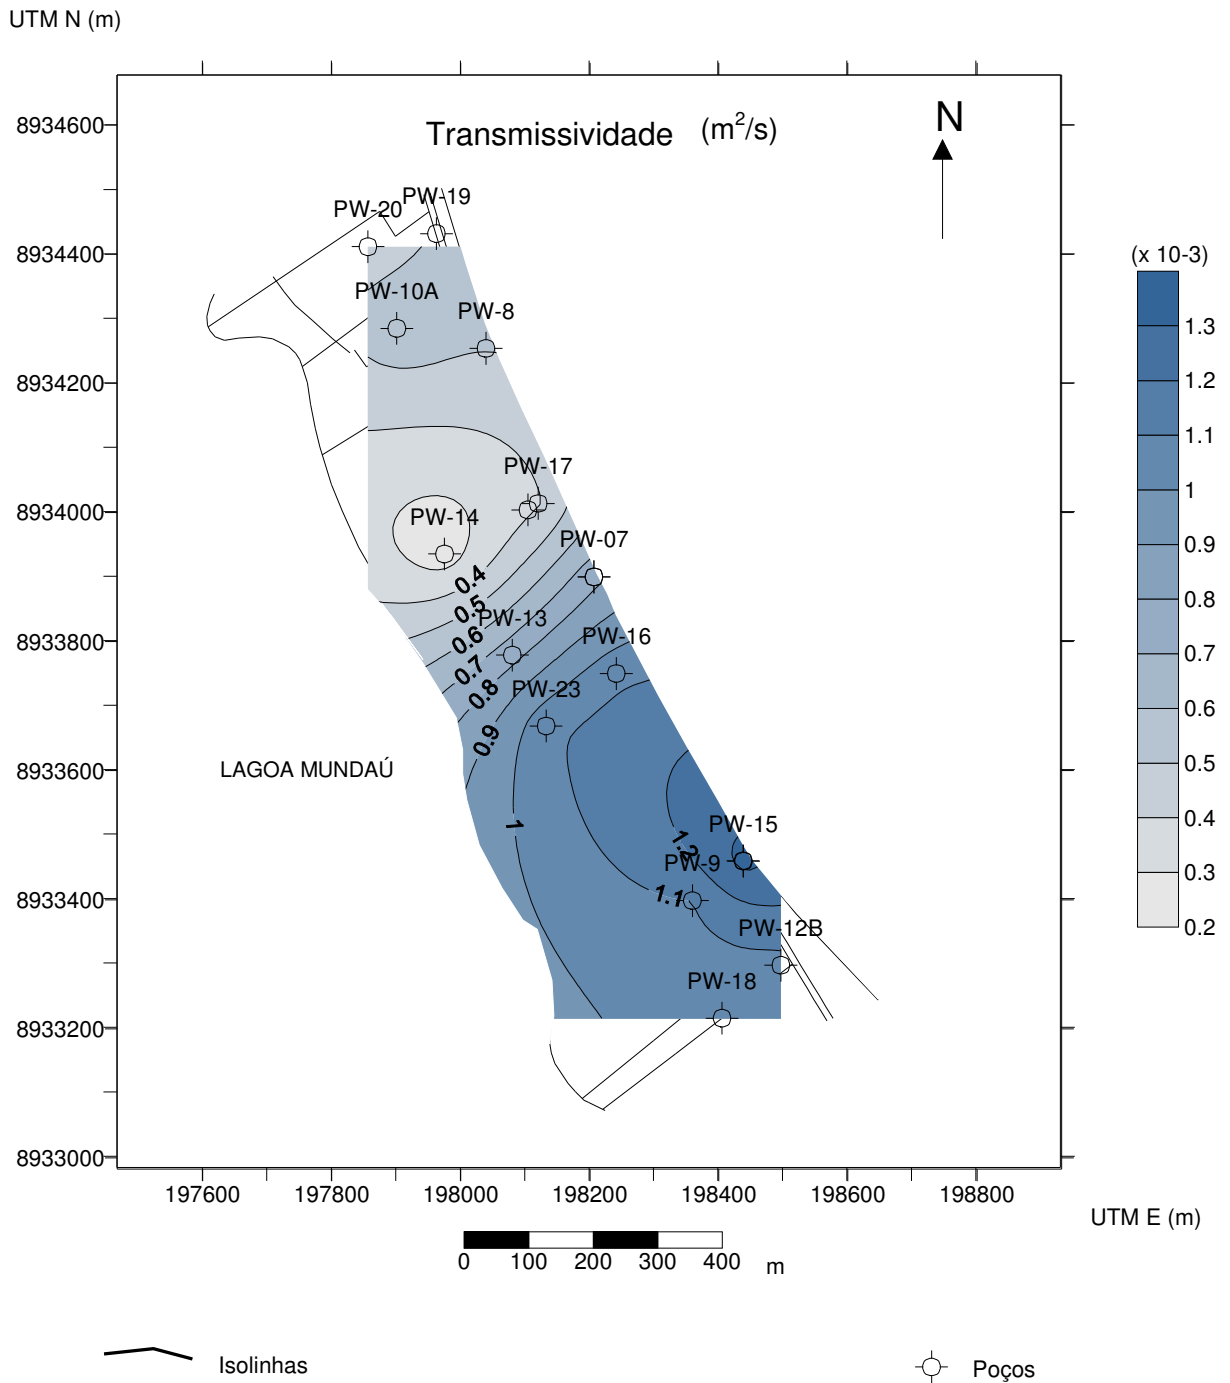 UTM N (m)
Transmissividade (m²/s)
N
8934600
8934400
8934200
8934000
8933800
8933600
8933400
8933200
8933000
PW-19
PW-20
PW-10A
PW-8
PW-17
PW-14
PW-07
0.4
0.5
PW-13
0.6
PW-16
0.7
0.8
PW-23
0.9
LAGOA MUNDAÚ
1
PW-15
1.2
PW-9
1.1
PW-12B
PW-18
(x 10-3)
1.3
1.2
1.1
1
0.9
0.8
0.7
0.6
0.5
0.4
0.3
0.2
197600 197800 198000 198200 198400 198600 198800
UTM E (m)
0 100 200 300 400 m
Isolinhas
Poços